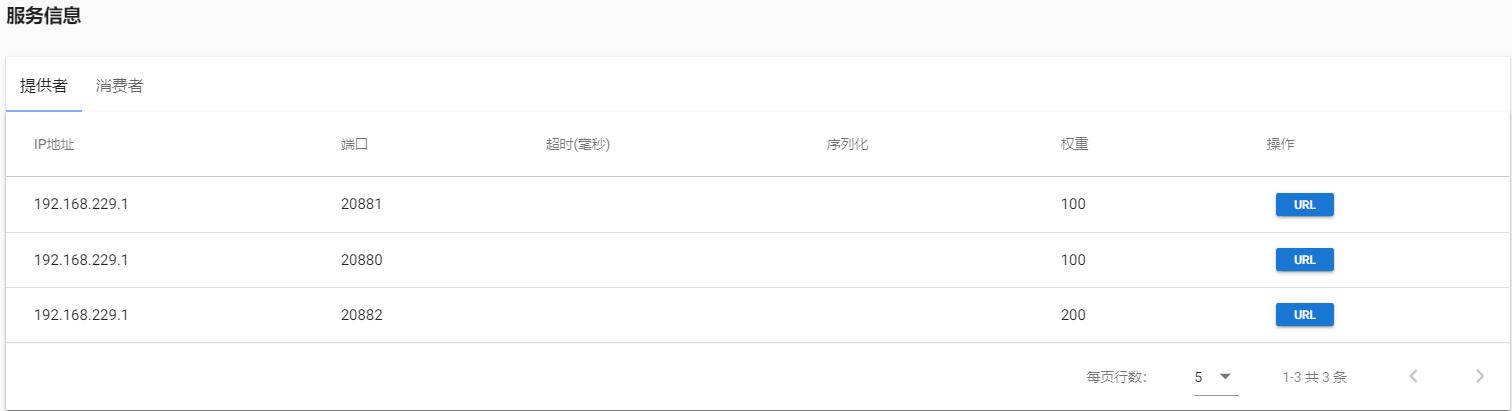 服务信息
提供者 消费者
IP地址 端口 超时(毫秒) 序列化 权重 操作
192.168.229.1 20881 100 URL
192.168.229.1 20880 100 URL
192.168.229.1 20882 200 URL
每页行数: 5 1-3 共 3 条